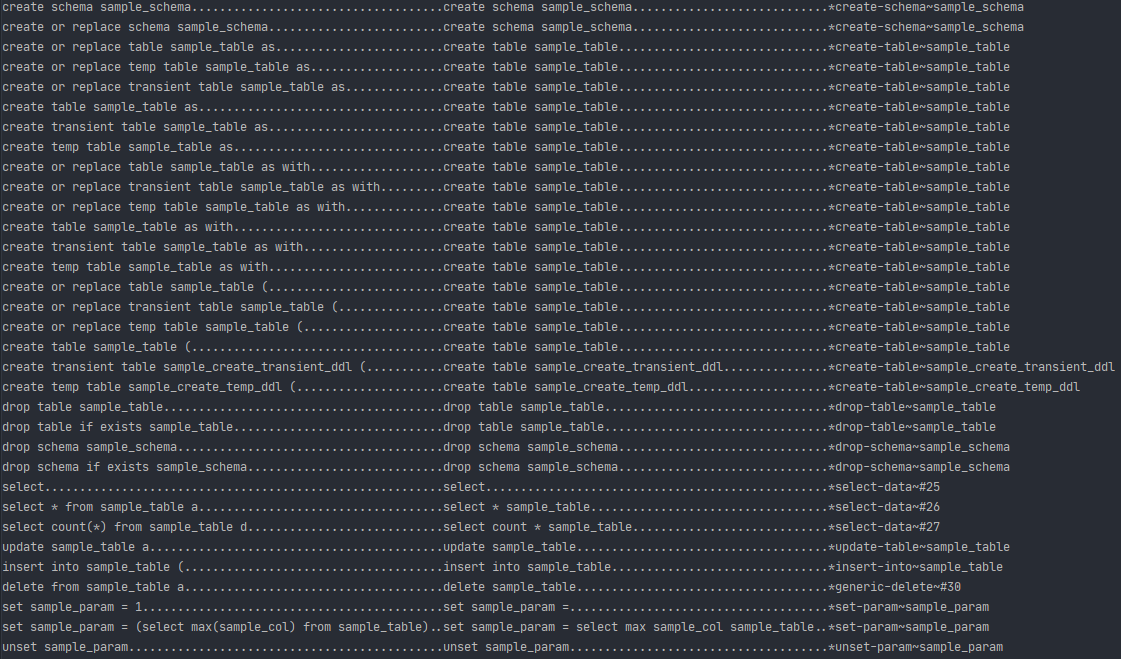 create schema sample_schema....................................create schema sample_schema............................*create-schema~sample_schema
create or replace schema sample_schema.........................create schema sample_schema............................*create-schema~sample_schema
create or replace table sample_table as........................create table sample_table..............................*create-table~sample_table
create or replace temp table sample_table as...................create table sample_table..............................*create-table~sample_table
create or replace transient table sample_table as..............create table sample_table..............................*create-table~sample_table
create table sample_table as...................................create table sample_table..............................*create-table~sample_table
create transient table sample_table as.........................create table sample_table..............................*create-table~sample_table
create temp table sample_table as..............................create table sample_table..............................*create-table~sample_table
create or replace table sample_table as with...................create table sample_table..............................*create-table~sample_table
create or replace transient table sample_table as with.........create table sample_table..............................*create-table~sample_table
create or replace temp table sample_table as with..............create table sample_table..............................*create-table~sample_table
create table sample_table as with..............................create table sample_table..............................*create-table~sample_table
create transient table sample_table as with....................create table sample_table..............................*create-table~sample_table
create temp table sample_table as with.........................create table sample_table..............................*create-table~sample_table
create or replace table sample_table (.........................create table sample_table..............................*create-table~sample_table
create or replace transient table sample_table (...............create table sample_table..............................*create-table~sample_table
create or replace temp table sample_table (....................create table sample_table..............................*create-table~sample_table
create table sample_table (....................................create table sample_table..............................*create-table~sample_table
create transient table sample_create_transient_ddl (...........create table sample_create_transient_ddl...............*create-table~sample_create_transient_ddl
create temp table sample_create_temp_ddl (.....................create table sample_create_temp_ddl....................*create-table~sample_create_temp_ddl
drop table sample_table........................................drop table sample_table................................*drop-table~sample_table
drop table if exists sample_table..............................drop table sample_table................................*drop-table~sample_table
drop schema sample_schema......................................drop schema sample_schema..............................*drop-schema~sample_schema
drop schema if exists sample_schema............................drop schema sample_schema..............................*drop-schema~sample_schema
select.........................................................select.................................................*select-data~#25
select * from sample_table a...................................select * sample_table..................................*select-data~#26
select count(*) from sample_table d............................select count * sample_table............................*select-data~#27
update sample_table a..........................................update sample_table....................................*update-table~sample_table
insert into sample_table (.....................................insert into sample_table...............................*insert-into~sample_table
delete from sample_table a.....................................delete sample_table....................................*generic-delete~#30
set sample_param = 1...........................................set sample_param =.....................................*set-param~sample_param
set sample_param = (select max(sample_col) from sample_table)..set sample_param = select max sample_col sample_table..*set-param~sample_param
unset sample_param.............................................unset sample_param.....................................*unset-param~sample_param